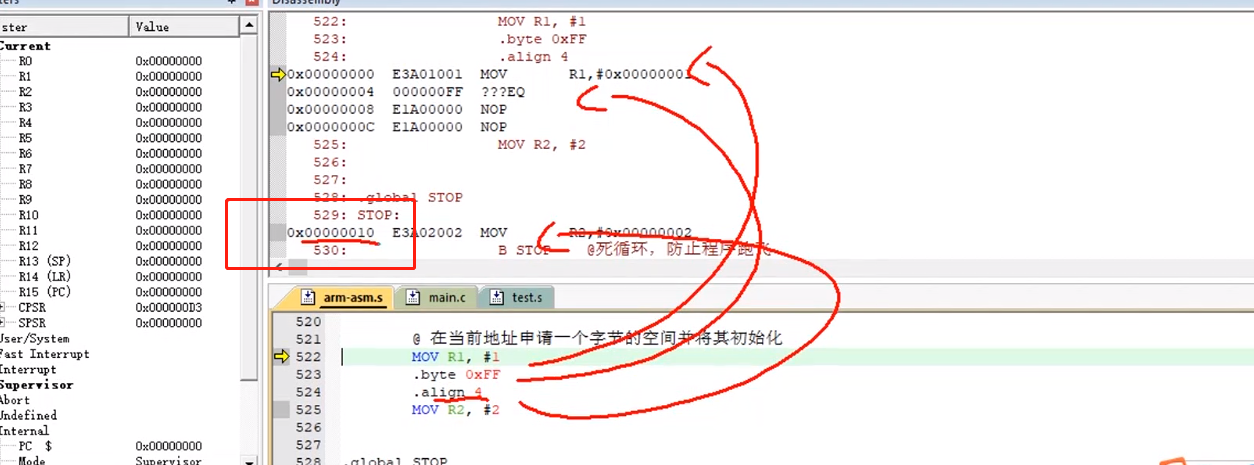 ster Value
Current
R0 0x00000000
R1 0x00000000
R2 0x00000000
R3 0x00000000
R4 0x00000000
R5 0x00000000
R6 0x00000000
R7 0x00000000
R8 0x00000000
R9 0x00000000
R10 0x00000000
R11 0x00000000
R12 0x00000000
R13 (SP) 0x00000000
R14 (LR) 0x00000000
R15 (PC) 0x00000000
CPSR 0x000000D3
SPSR 0x00000000
User/System
Fast Interrupt
Interrupt
Supervisor
Abort
Undefined
Internal
PC $ 0x00000000
Mode Supervisor
Disassembly
522: MOV R1, #1
523: .byte 0xFF
524: .align 4
0x00000000 E3A01001 MOV R1,#0x00000001
0x00000004 000000FF ???EQ
0x00000008 E1A00000 NOP
0x0000000C E1A00000 NOP
525: MOV R2, #2
526:
527:
528: .global STOP
529: STOP:
0x00000010 E3A02002 MOV R2,#0x00000002
530: B STOP @死循环，防止程序跑飞
arm-asm.s main.c test.s
520
521 @ 在当前地址申请一个字节的空间并将其初始化
522 MOV R1, #1
523 .byte 0xFF
524 .align 4
525 MOV R2, #2
526
527
528 .global STOP